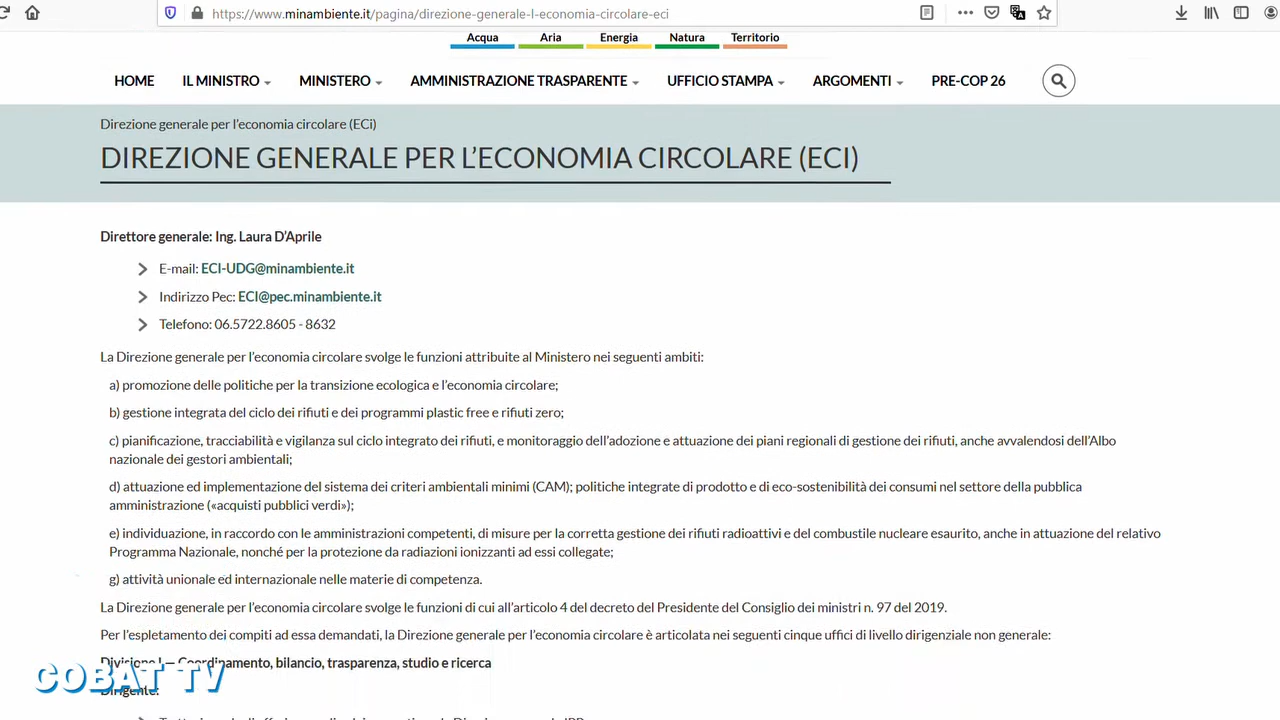 https://www.minambiente.it/pagina/direzione-generale-l-economia-circolare-eci
Acqua Aria Energia Natura Territorio
HOME IL MINISTRO MINISTERO AMMINISTRAZIONE TRASPARENTE UFFICIO STAMPA ARGOMENTI PRE-COP 26
Direzione generale per l'economia circolare (ECi)
DIREZIONE GENERALE PER L'ECONOMIA CIRCOLARE (ECI)
Direttore generale: Ing. Laura D'Aprile
E-mail: ECI-UDG@minambiente.it
Indirizzo Pec: ECI@pec.minambiente.it
Telefono: 06.5722.8605 - 8632
La Direzione generale per l'economia circolare svolge le funzioni attribuite al Ministero nei seguenti ambiti:
a) promozione delle politiche per la transizione ecologica e l'economia circolare;
b) gestione integrata del ciclo dei rifiuti e dei programmi plastic free e rifiuti zero;
c) pianificazione, tracciabilità e vigilanza sul ciclo integrato dei rifiuti, e monitoraggio dell'adozione e attuazione dei piani regionali di gestione dei rifiuti, anche avvalendosi dell'Albo
nazionale dei gestori ambientali;
d) attuazione ed implementazione del sistema dei criteri ambientali minimi (CAM); politiche integrate di prodotto e di eco-sostenibilità dei consumi nel settore della pubblica
amministrazione («acquisti pubblici verdi»);
e) individuazione, in raccordo con le amministrazioni competenti, di misure per la corretta gestione dei rifiuti radioattivi e del combustile nucleare esaurito, anche in attuazione del relativo
Programma Nazionale, nonché per la protezione da radiazioni ionizzanti ad essi collegate;
g) attività unionale ed internazionale nelle materie di competenza.
La Direzione generale per l'economia circolare svolge le funzioni di cui all'articolo 4 del decreto del Presidente del Consiglio dei ministri n. 97 del 2019.
Per l'espletamento dei compiti ad essa demandati, la Direzione generale per l'economia circolare è articolata nei seguenti cinque uffici di livello dirigenziale non generale:
Divisione I — Coordinamento, bilancio, trasparenza, studio e ricerca
COBAT TV
Dirigente: